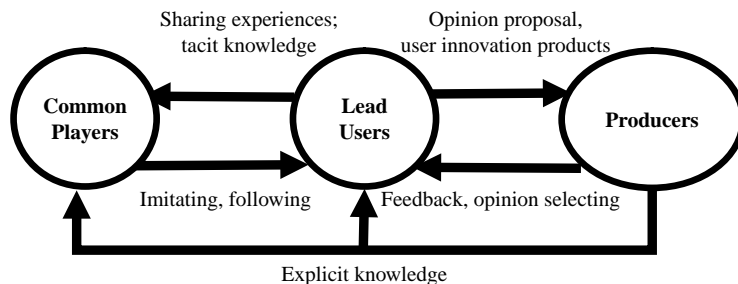 Sharing experiences;
tacit knowledge
Opinion proposal,
user innovation products
Common
Players
Lead
Users
Producers
Imitating, following
Feedback, opinion selecting
Explicit knowledge